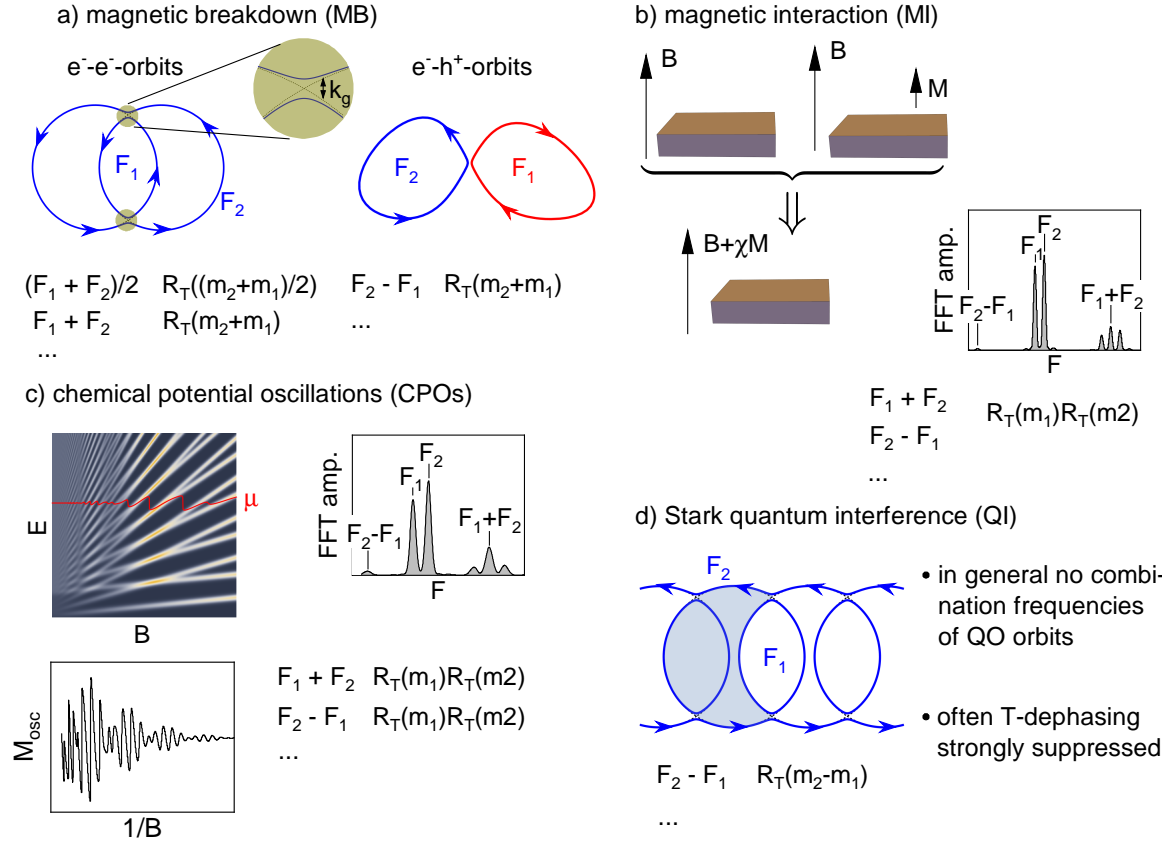 a) magnetic breakdown (MB)
e⁻-e⁻-orbits
e⁻-h⁺-orbits
k_g
F₁
F₂
F₂
F₁
(F₁ + F₂)/2 R_T((m₂+m₁)/2)
F₁ + F₂ R_T(m₂+m₁)
...
F₂ - F₁ R_T(m₂+m₁)
...
b) magnetic interaction (MI)
B
B
M
B+χM
FFT amp.
F₂-F₁
F₁
F₂
F₁+F₂
F
F₁ + F₂
F₂ - F₁
...
R_T(m₁)R_T(m2)
c) chemical potential oscillations (CPOs)
E
μ
B
FFT amp.
F₂-F₁
F₁
F₂
F₁+F₂
F
M_osc
1/B
F₁ + F₂ R_T(m₁)R_T(m2)
F₂ - F₁ R_T(m₁)R_T(m2)
...
d) Stark quantum interference (QI)
F₂
F₁
F₂ - F₁ R_T(m₂-m₁)
...
• in general no combi-
nation frequencies
of QO orbits
• often T-dephasing
strongly suppressed